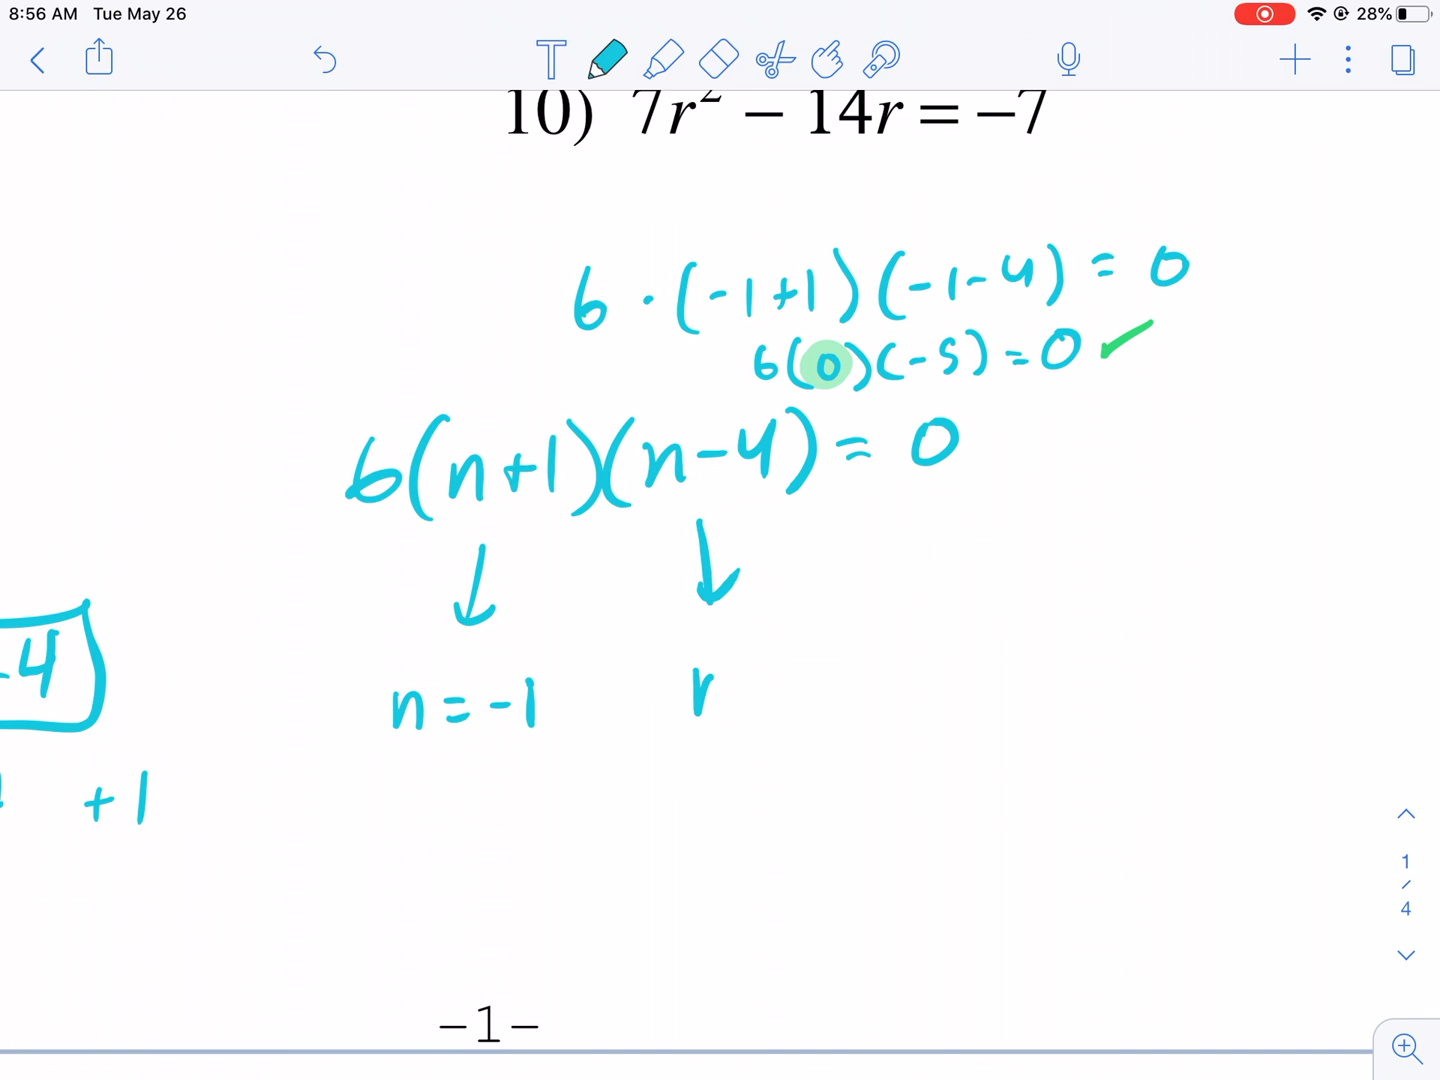 8:56 AM Tue May 26
28%
10) 7r² − 14r = −7
6 · (-1+1)(-1-4) = 0
6(0)(-5) = 0 ✓
6(n+1)(n-4) = 0
-4
n = -1
+1
1
/
4
-1-